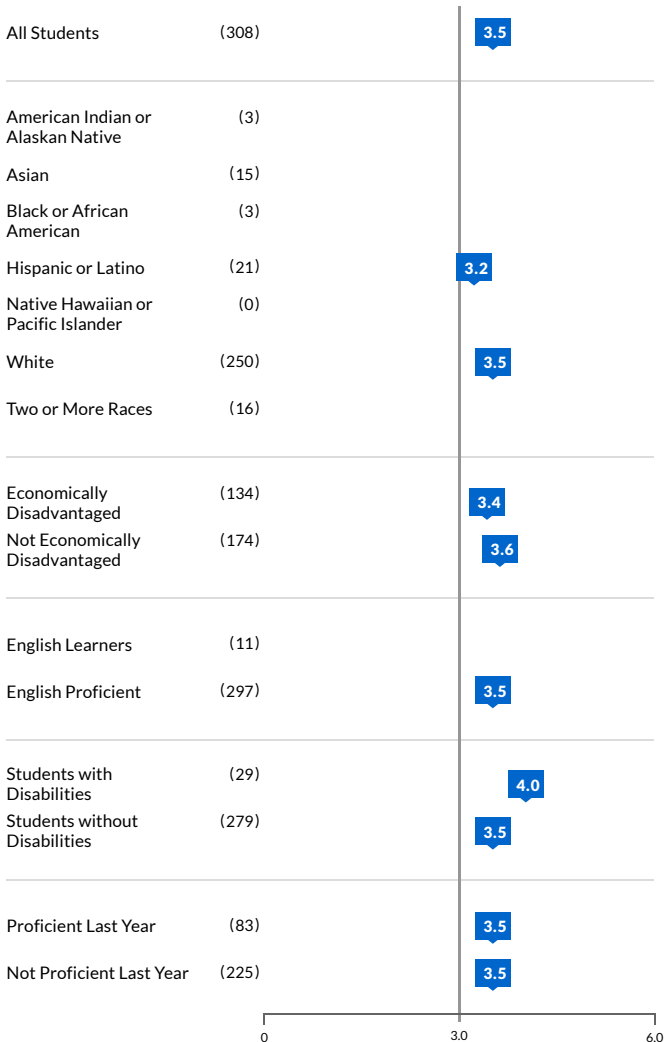 All Students (308) 3.5
American Indian or (3)
Alaskan Native
Asian (15)
Black or African (3)
American
Hispanic or Latino (21) 3.2
Native Hawaiian or (0)
Pacific Islander
White (250) 3.5
Two or More Races (16)
Economically (134) 3.4
Disadvantaged
Not Economically (174) 3.6
Disadvantaged
English Learners (11)
English Proficient (297) 3.5
Students with (29) 4.0
Disabilities
Students without (279) 3.5
Disabilities
Proficient Last Year (83) 3.5
Not Proficient Last Year (225) 3.5
0 3.0 6.0